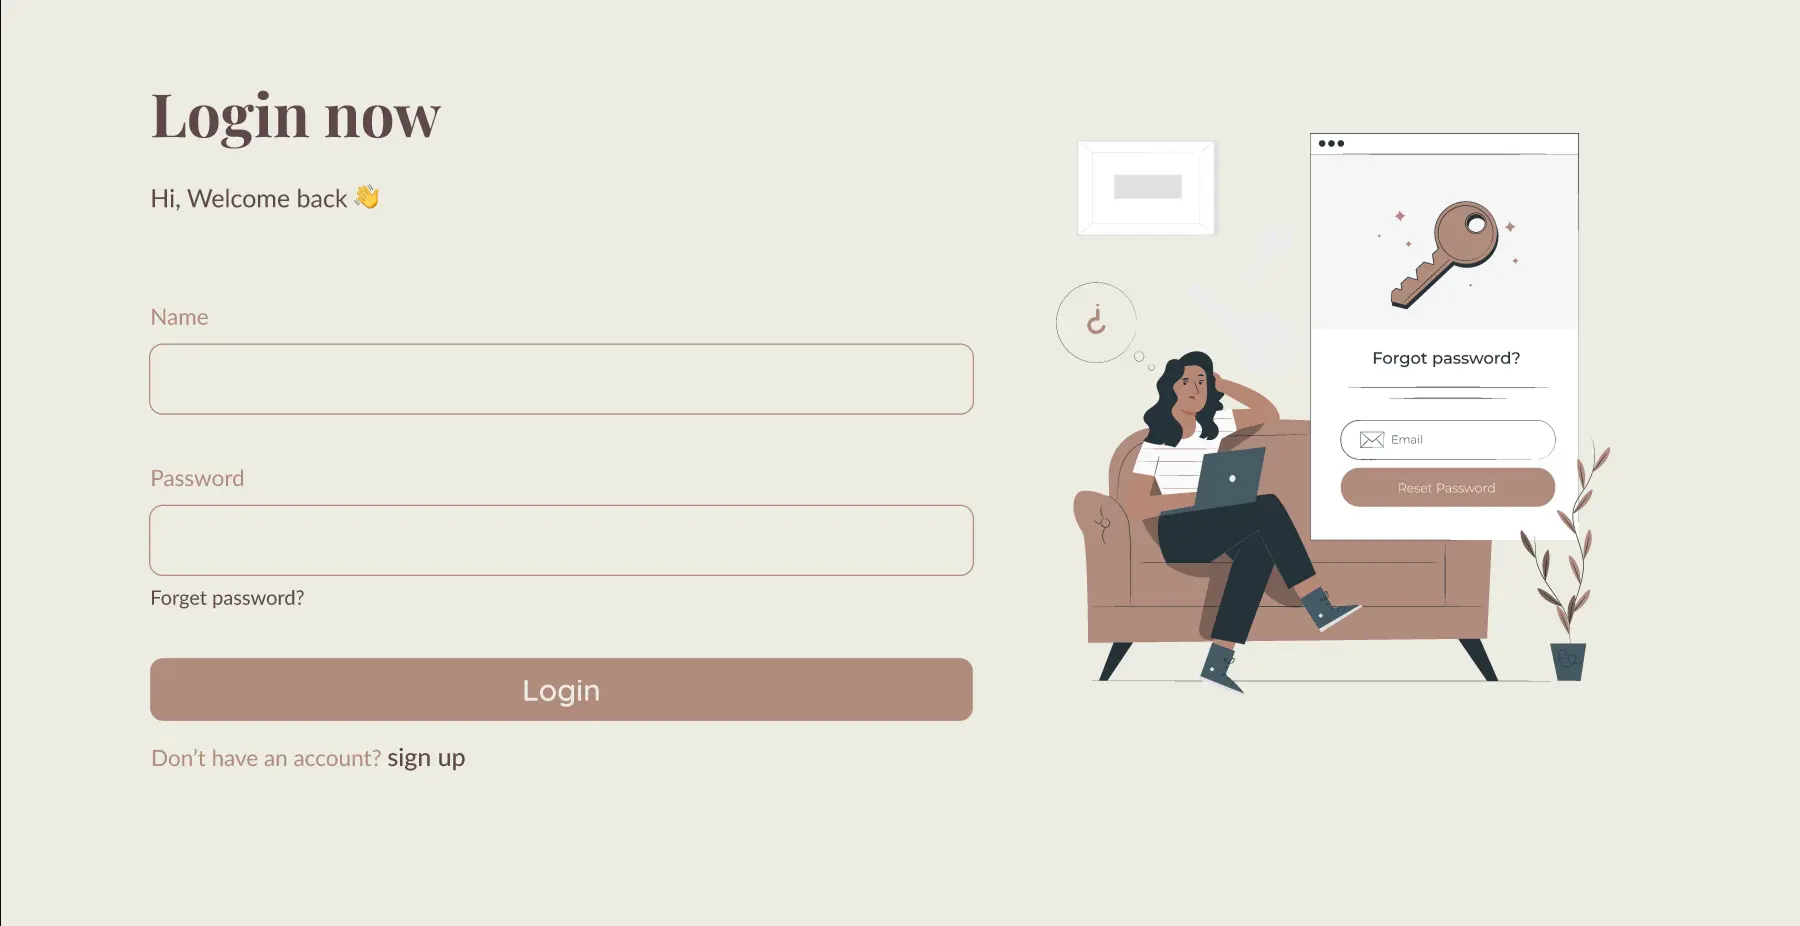 Login now
Hi, Welcome back 👋
Name
Password
Forget password?
Login
Don’t have an account? sign up
¿
Forgot password?
Email
Reset Password